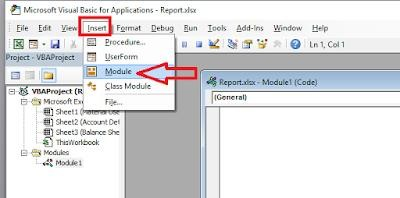 Microsoft Visual Basic for Applications - Report.xlsx
File Edit View Insert Format Debug Run Tools Add-Ins Window Help
Ln 1, Col 1
Procedure...
UserForm
Module
Class Module
File...
Project - VBAProject
VBAProject (R
Microsoft Exc
Sheet1 (Material Use
Sheet2 (Account Det
Sheet3 (Balance She
ThisWorkbook
Modules
Module1
Report.xlsx - Module1 (Code)
(General)